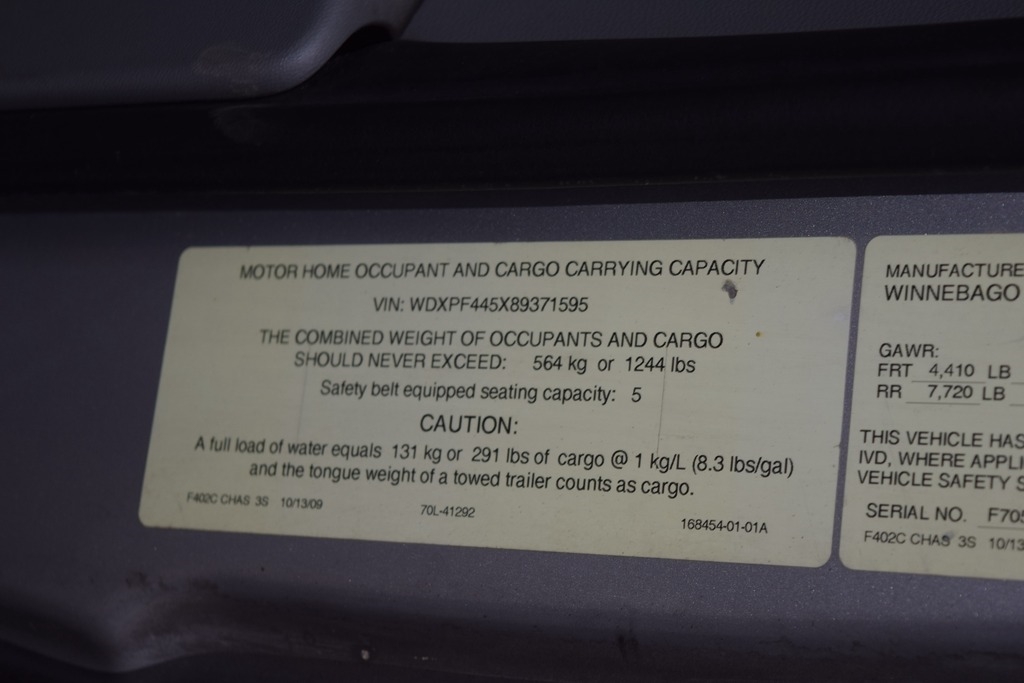 MOTOR HOME OCCUPANT AND CARGO CARRYING CAPACITY
VIN: WDXPF445X89371595
THE COMBINED WEIGHT OF OCCUPANTS AND CARGO
SHOULD NEVER EXCEED: 564 kg or 1244 lbs
Safety belt equipped seating capacity: 5
CAUTION:
A full load of water equals 131 kg or 291 lbs of cargo @ 1 kg/L (8.3 lbs/gal)
and the tongue weight of a towed trailer counts as cargo.
F402C CHAS 3S 10/13/09 70L-41292 168454-01-01A
MANUFACTURE
WINNEBAGO
GAWR:
FRT 4,410 LB
RR 7,720 LB
THIS VEHICLE HAS
IVD, WHERE APPLI
VEHICLE SAFETY S
SERIAL NO. F705
F402C CHAS 3S 10/13